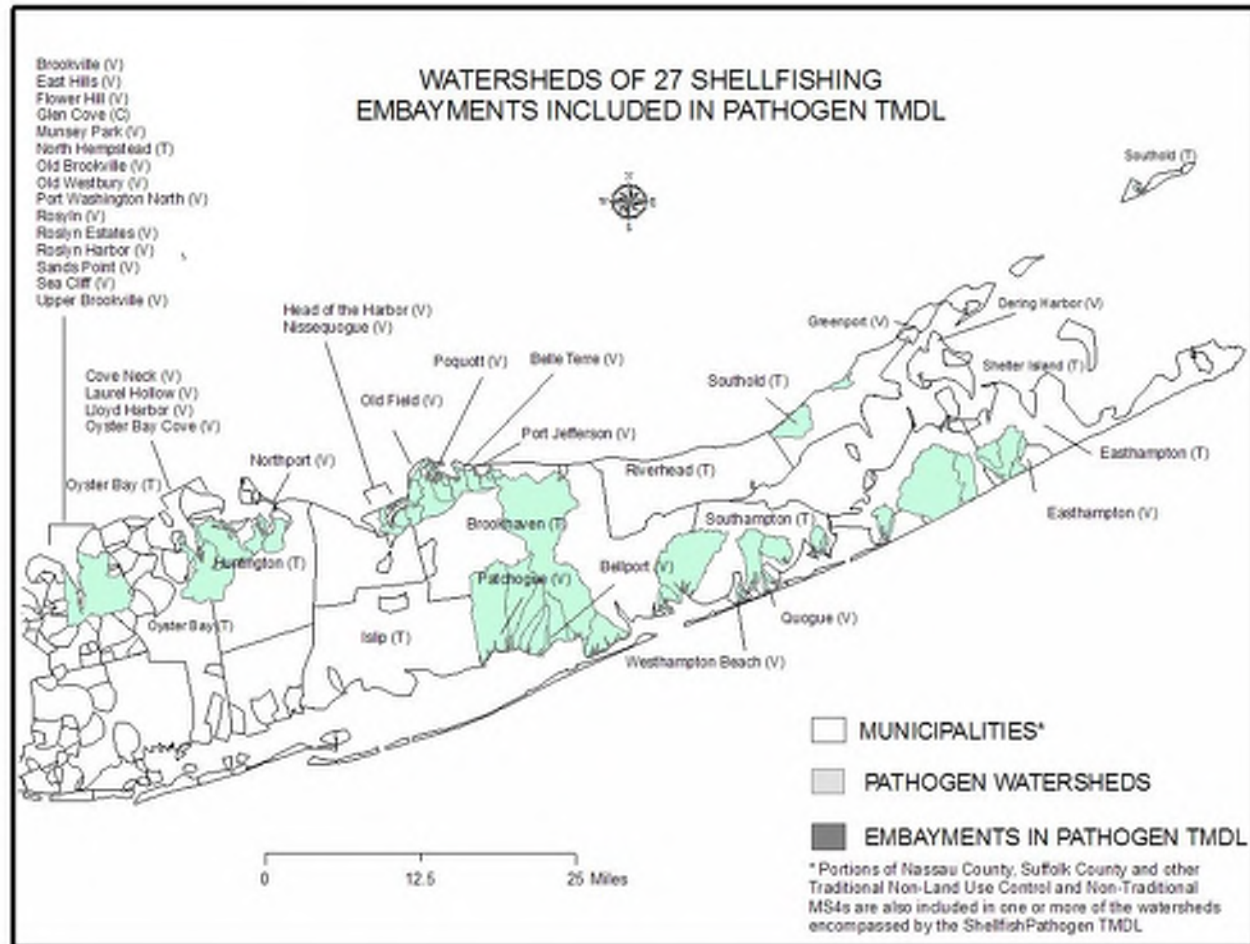 Brookville (V)
East Hills (V)
Flower Hill (V)
Glen Cove (C)
Munsey Park (V)
North Hempstead (T)
Old Brookville (V)
Old Westbury (V)
Port Washington North (V)
Roslyn (V)
Roslyn Estates (V)
Roslyn Harbor (V)
Sands Point (V)
Sea Cliff (V)
Upper Brookville (V)
WATERSHEDS OF 27 SHELLFISHING
EMBAYMENTS INCLUDED IN PATHOGEN TMDL
Southold (T)
Head of the Harbor (V)
Nissequogue (V)
Dering Harbor (V)
Greenport (V)
Poquott (V)
Belle Terre (V)
Shelter Island (T)
Cove Neck (V)
Laurel Hollow (V)
Lloyd Harbor (V)
Oyster Bay Cove (V)
Southold (T)
Old Field (V)
Port Jefferson (V)
Northport (V)
Riverhead (T)
Easthampton (T)
Oyster Bay (T)
Easthampton (V)
Brookhaven (T)
Southampton (T)
Huntington (T)
Patchogue (V)
Bellport (V)
Oyster Bay (T)
Islip (T)
Quogue (V)
Westhampton Beach (V)
MUNICIPALITIES*
PATHOGEN WATERSHEDS
EMBAYMENTS IN PATHOGEN TMDL
0 12.5 25 Miles
* Portions of Nassau County, Suffolk County and other
Traditional Non-Land Use Control and Non-Traditional
MS4s are also included in one or more of the watersheds
encompassed by the ShellfishPathogen TMDL